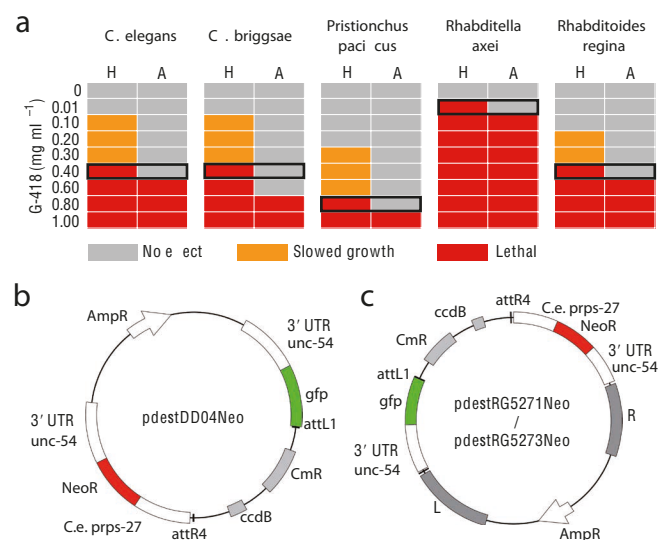 a
C. elegans
C. briggsae
Pristionchus
paci cus
Rhabditella
axei
Rhabditoides
regina
H A H A H A H A H A
G-418 (mg ml −1)
0
0.01
0.10
0.20
0.30
0.40
0.60
0.80
1.00
No e ect
Slowed growth
Lethal
b
AmpR
3′ UTR
unc-54
gfp
attL1
CmR
ccdB
attR4
C.e. prps-27
NeoR
3′ UTR
unc-54
pdestDD04Neo
c
attR4
C.e. prps-27
NeoR
3′ UTR
unc-54
R
AmpR
L
3′ UTR
unc-54
gfp
attL1
CmR
ccdB
pdestRG5271Neo
/
pdestRG5273Neo